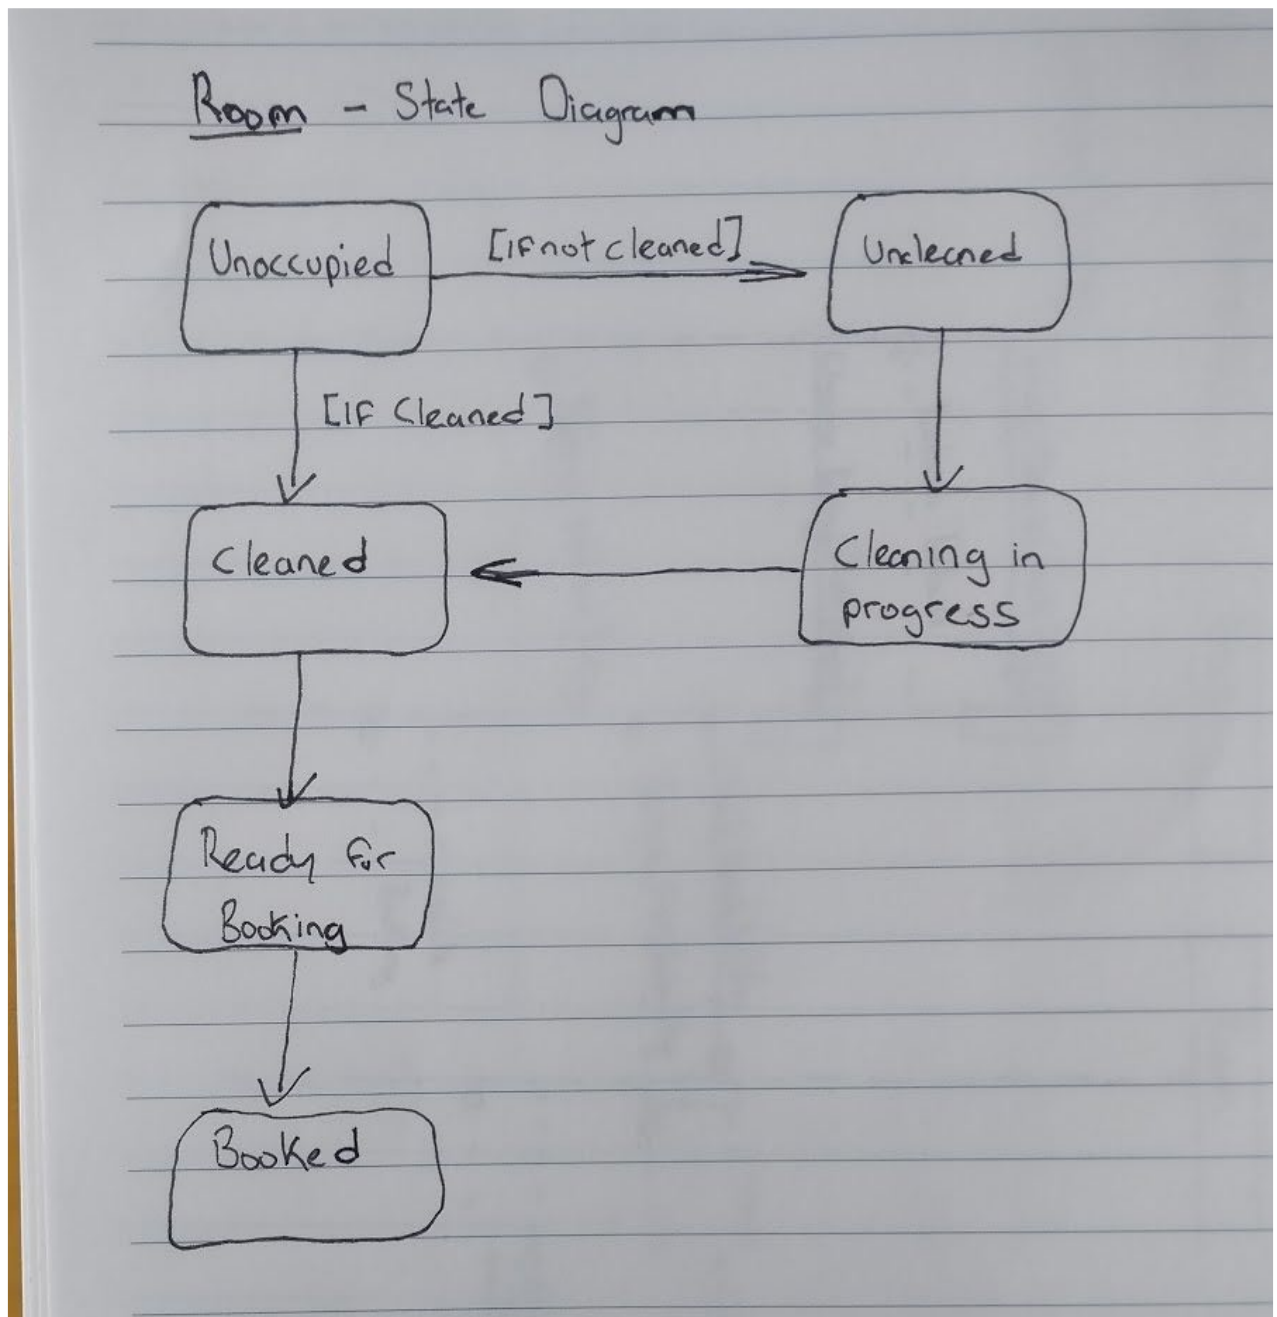 Room - State Diagram
Unoccupied
[IF not cleaned]
Uncleaned
[IF Cleaned]
Cleaned
Cleaning in
progress
Ready for
Booking
Booked